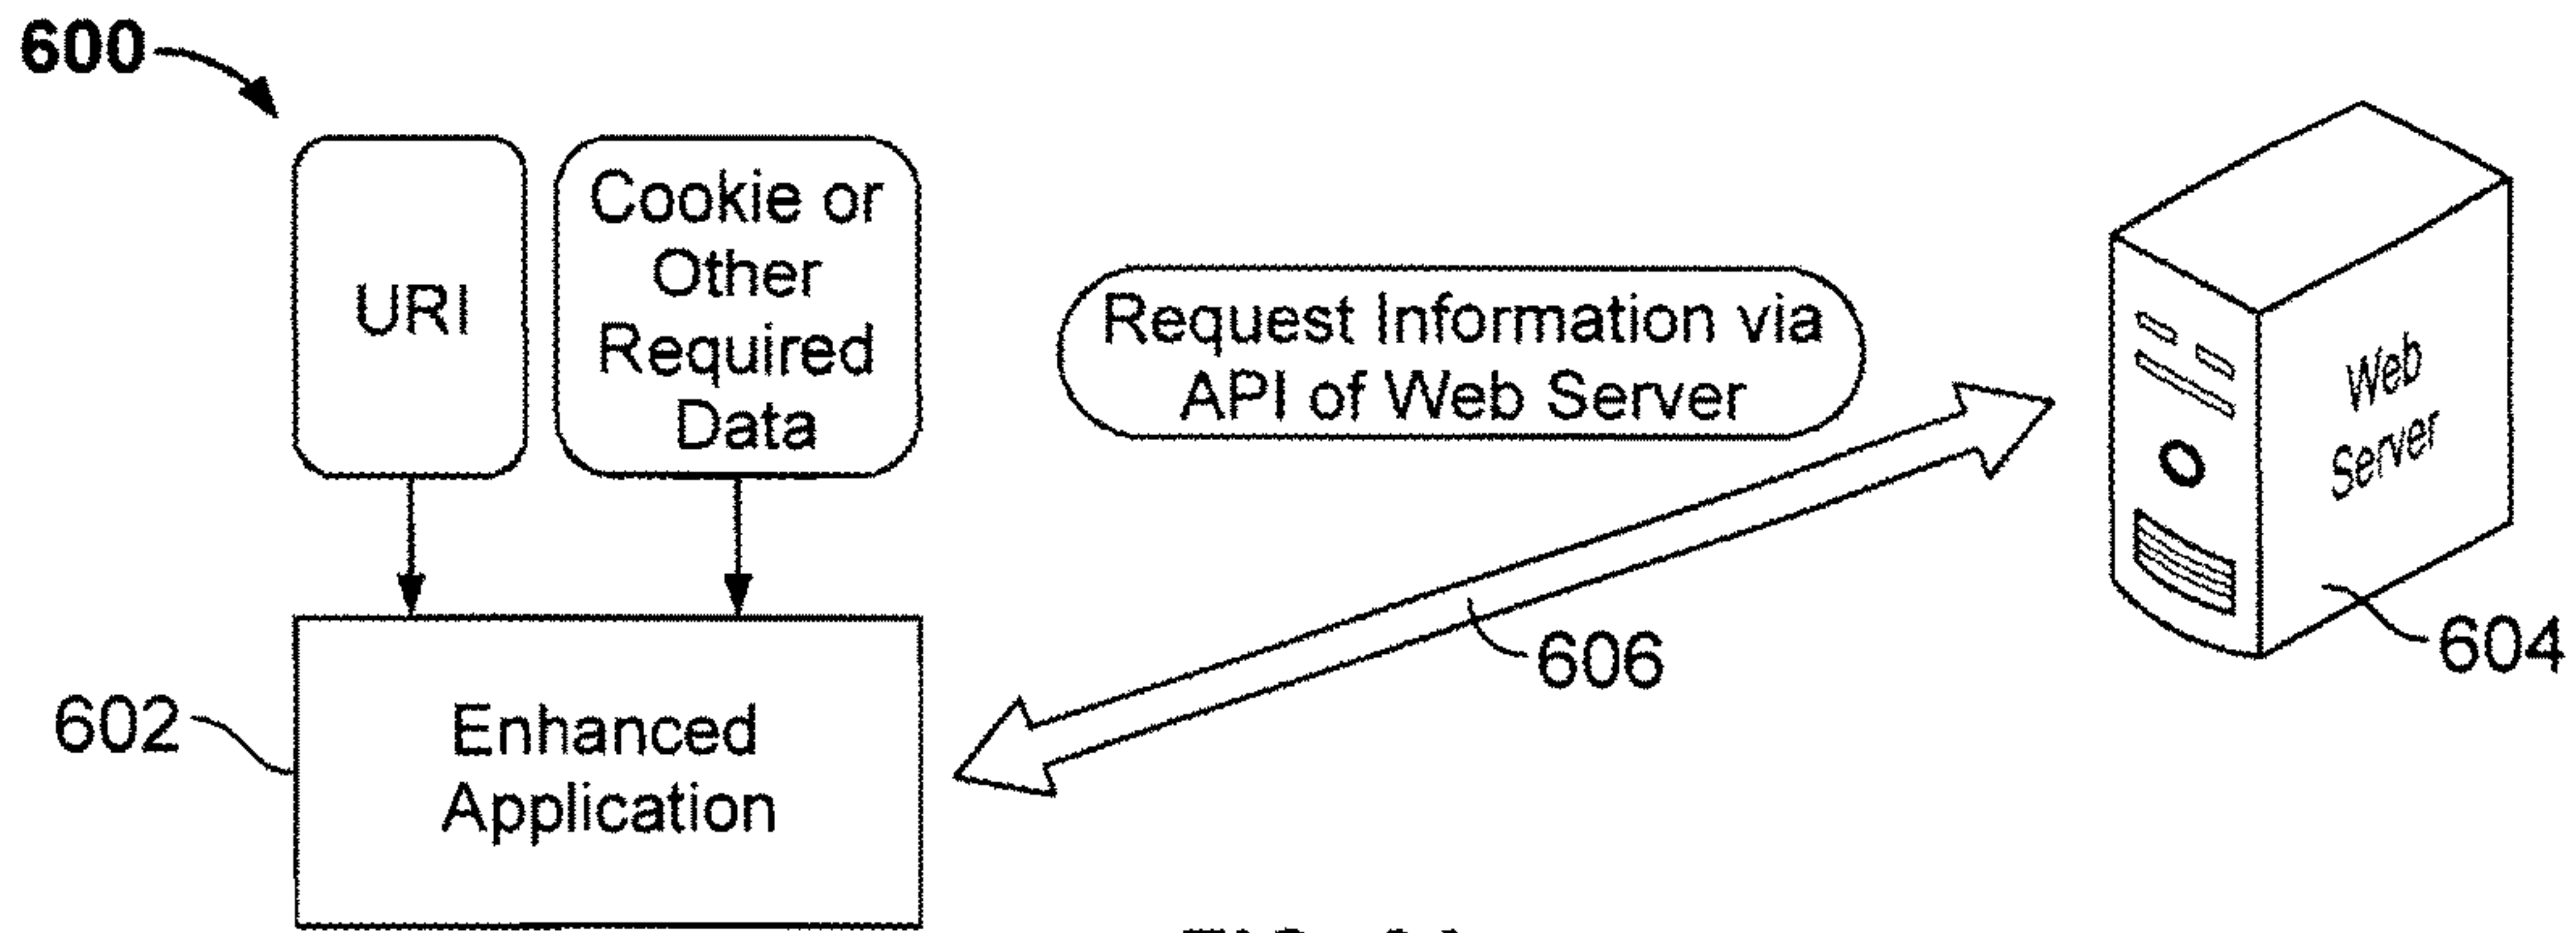 600
URI
Cookie or
Other
Required
Data
Request Information via
API of Web Server
Web
Server
604
606
602
Enhanced
Application